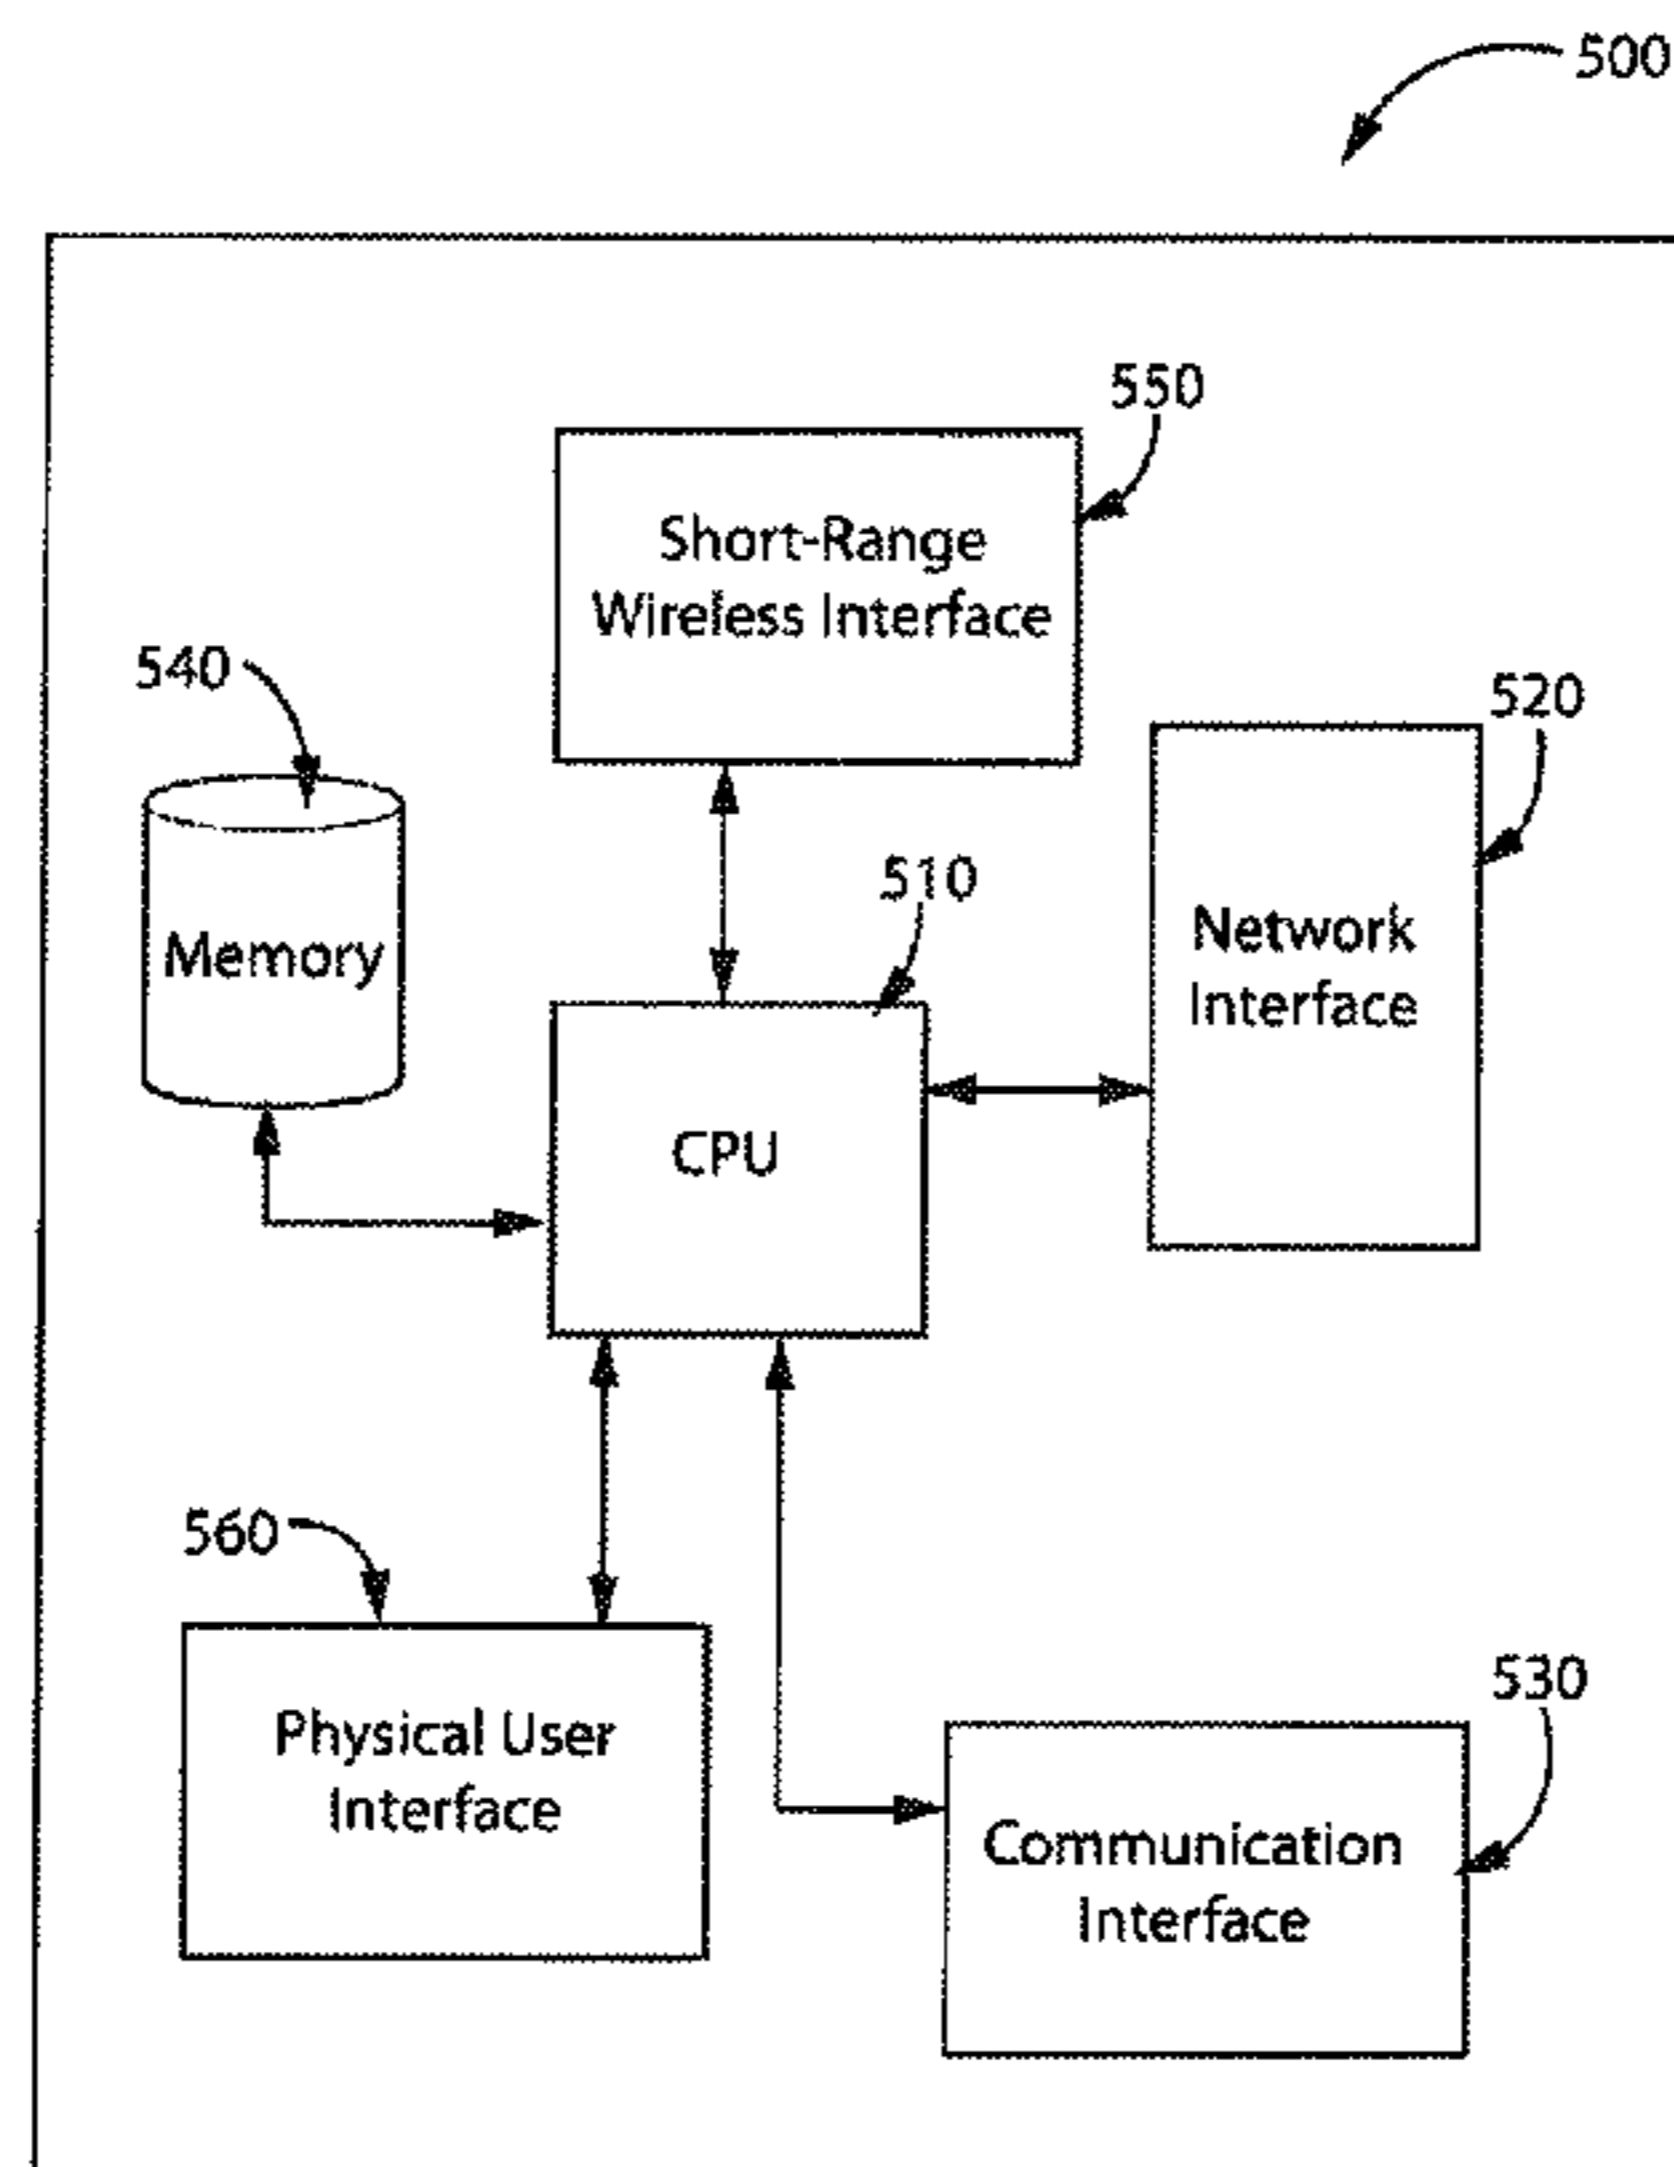 500
550
Short-Range
Wireless Interface
540
520
Memory
510
Network
Interface
CPU
560
Physical User
Interface
530
Communication
Interface